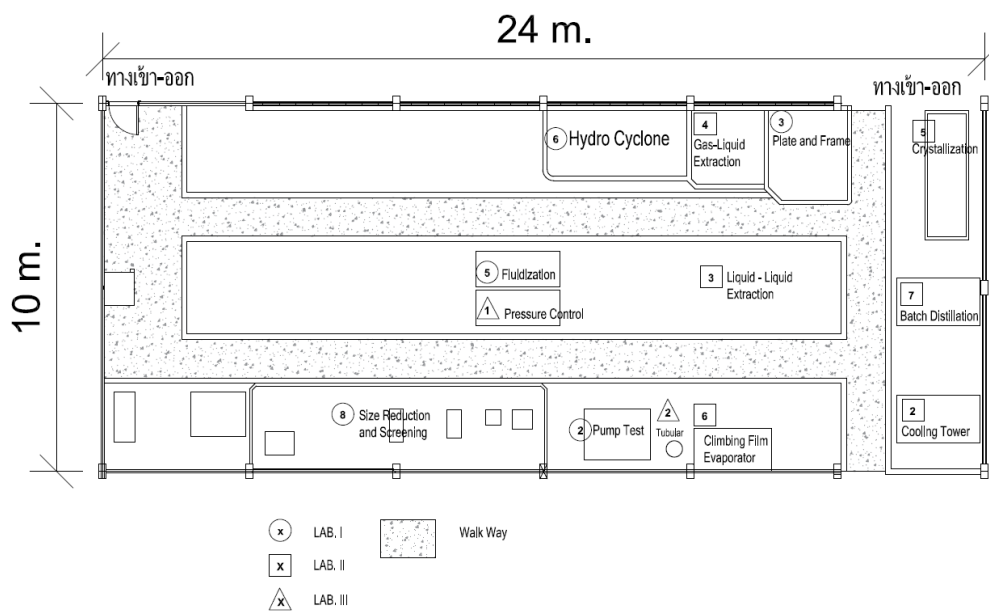 24 m.
ทางเข้า-ออก
ทางเข้า-ออก
10 m.
6 Hydro Cyclone
4
Gas-Liquid
Extraction
3
Plate and Frame
5
Crystallization
5 Fluidization
1 Pressure Control
3 Liquid - Liquid
Extraction
7
Batch Distillation
8 Size Reduction
and Screening
2 Pump Test
2
Tubular
6
Climbing Film
Evaporator
2
Cooling Tower
x LAB. I
Walk Way
x LAB. II
x LAB. III